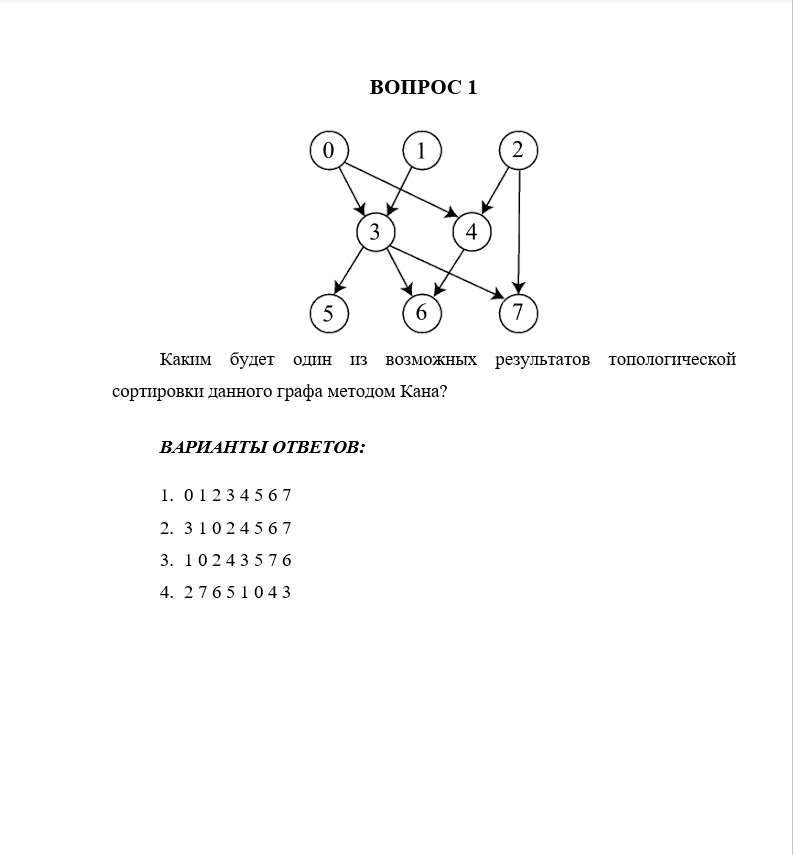 ВОПРОС 1
0 1 2
3 4
5 6 7
Каким будет один из возможных результатов топологической
сортировки данного графа методом Кана?
ВАРИАНТЫ ОТВЕТОВ:
1. 0 1 2 3 4 5 6 7
2. 3 1 0 2 4 5 6 7
3. 1 0 2 4 3 5 7 6
4. 2 7 6 5 1 0 4 3